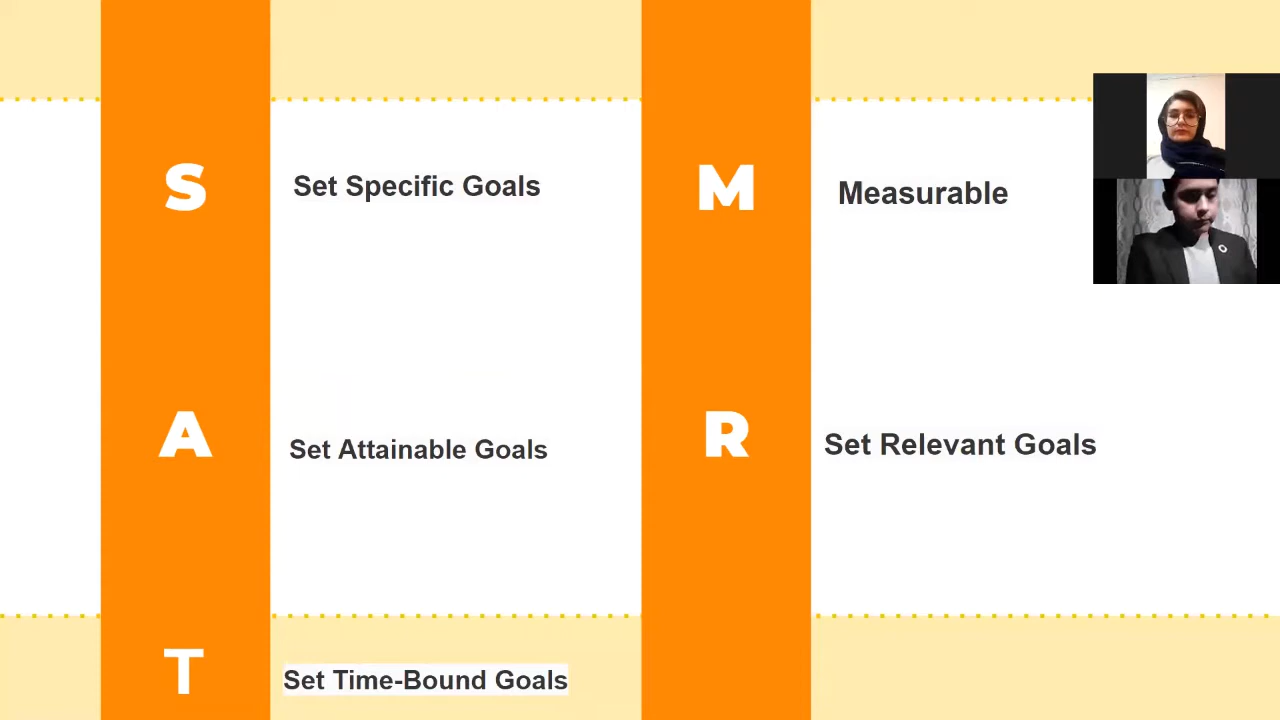 S
Set Specific Goals
M
Measurable
A
Set Attainable Goals
R
Set Relevant Goals
T
Set Time-Bound Goals